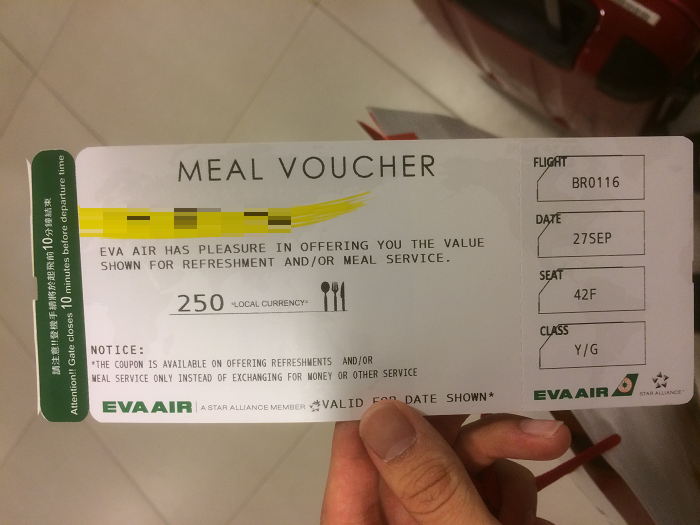 請注意!!登機手續將於起飛前10分鐘結束
Attention!! Gate closes 10 minutes before departure time
MEAL VOUCHER
EVA AIR HAS PLEASURE IN OFFERING YOU THE VALUE
SHOWN FOR REFRESHMENT AND/OR MEAL SERVICE.
250 *LOCAL CURRENCY*
NOTICE:
*THE COUPON IS AVAILABLE ON OFFERING REFRESHMENTS AND/OR
MEAL SERVICE ONLY INSTEAD OF EXCHANGING FOR MONEY OR OTHER SERVICE
EVA AIR | A STAR ALLIANCE MEMBER *VALID FOR DATE SHOWN*
FLIGHT
BR0116
DATE
27SEP
SEAT
42F
CLASS
Y/G
EVA AIR STAR ALLIANCE